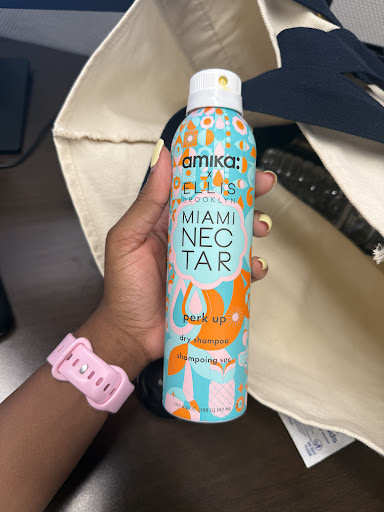 amika:
x
ELLIS
BROOKLYN
MIAMI
NEC
TAR
perk up
dry shampoo
shampoing sec